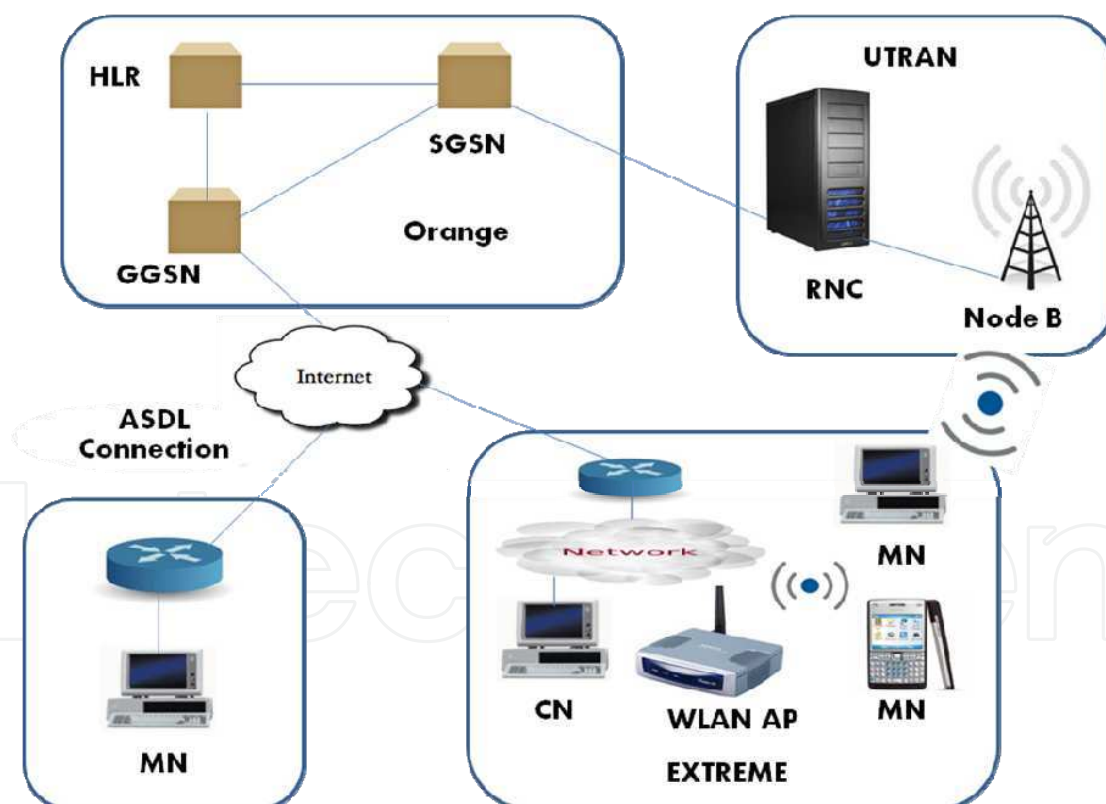 HLR
SGSN
Orange
GGSN
UTRAN
RNC
Node B
Internet
ASDL
Connection
MN
Network
MN
CN
WLAN AP
MN
EXTREME